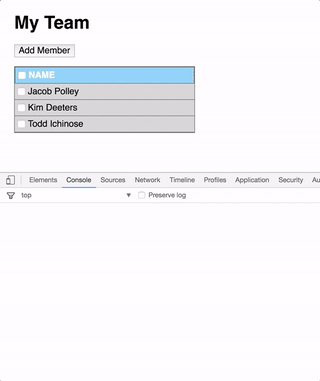 My Team
Add Member
NAME
Jacob Polley
Kim Deeters
Todd Ichinose
Elements Console Sources Network Timeline Profiles Application Security Au
top Preserve log